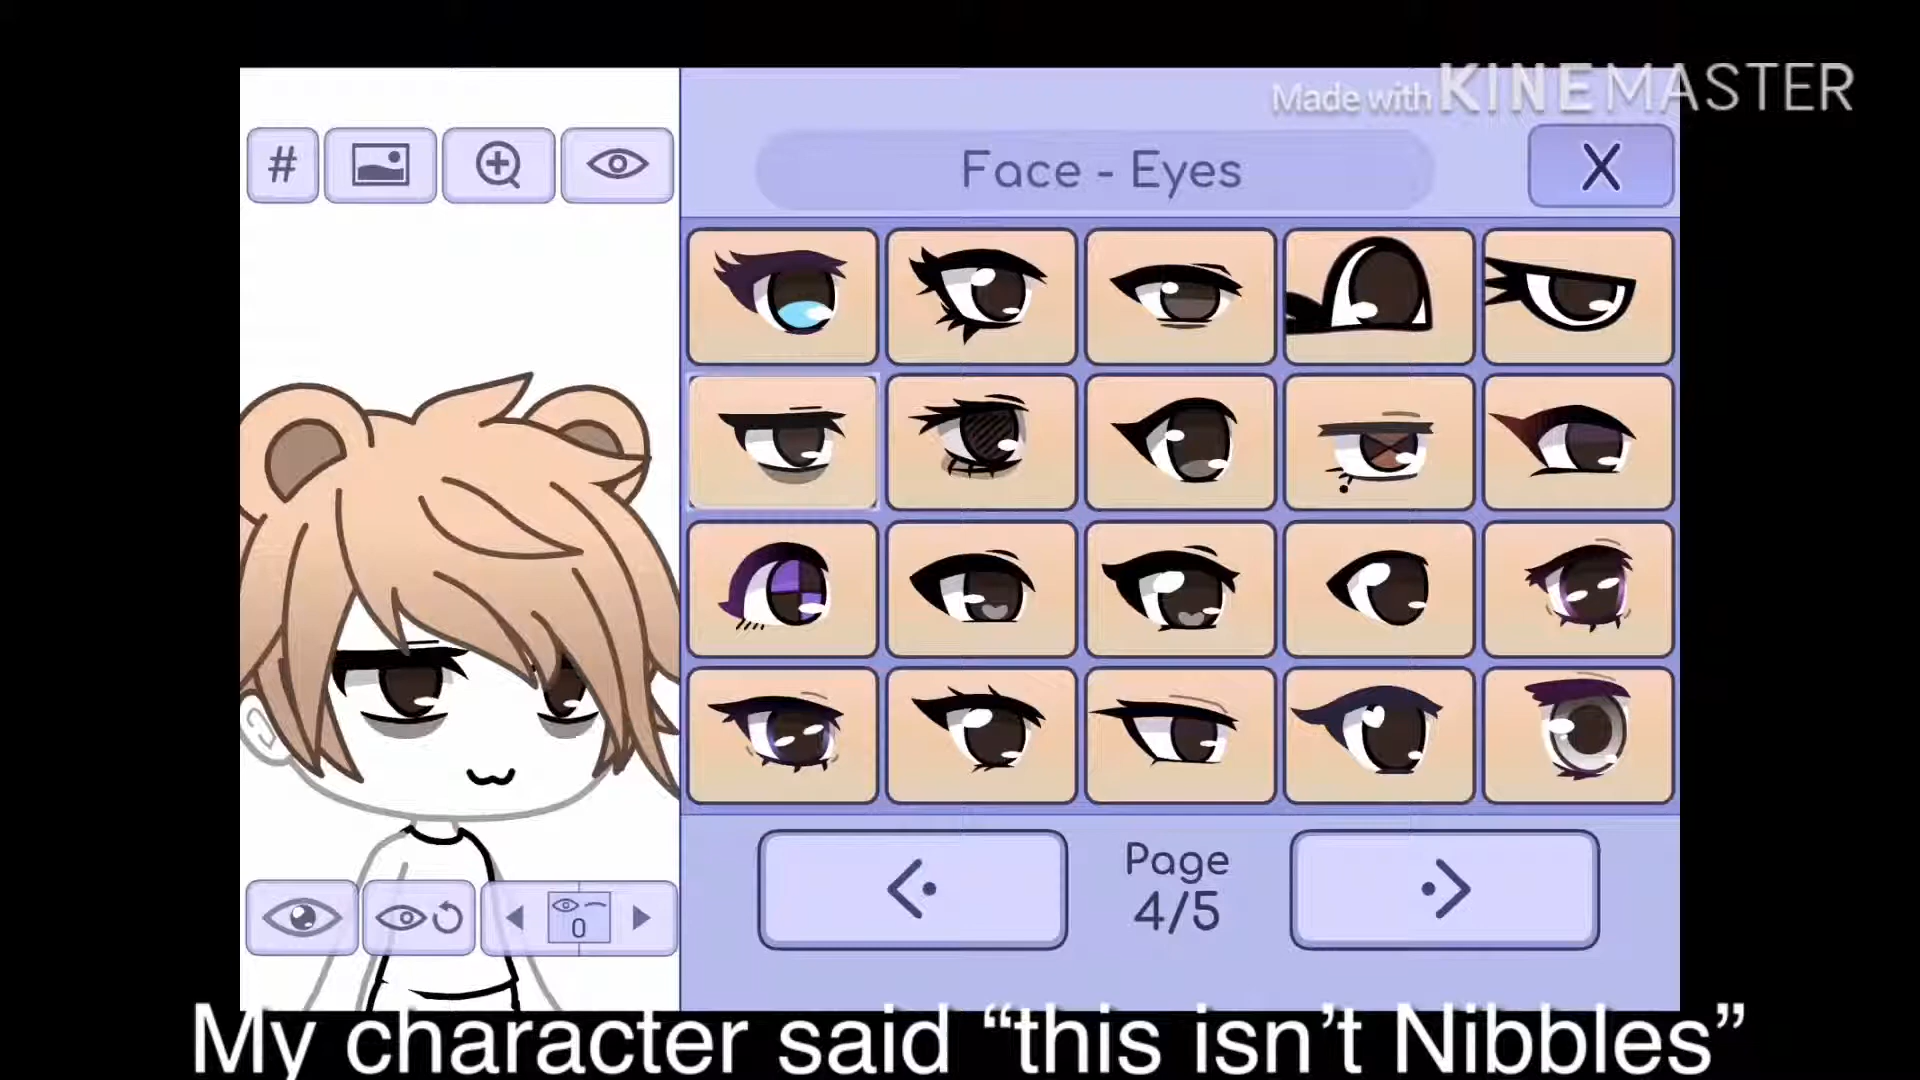 Made with KINEMASTER
#
Face - Eyes
X
Page
4/5
0
My character said “this isn’t Nibbles”